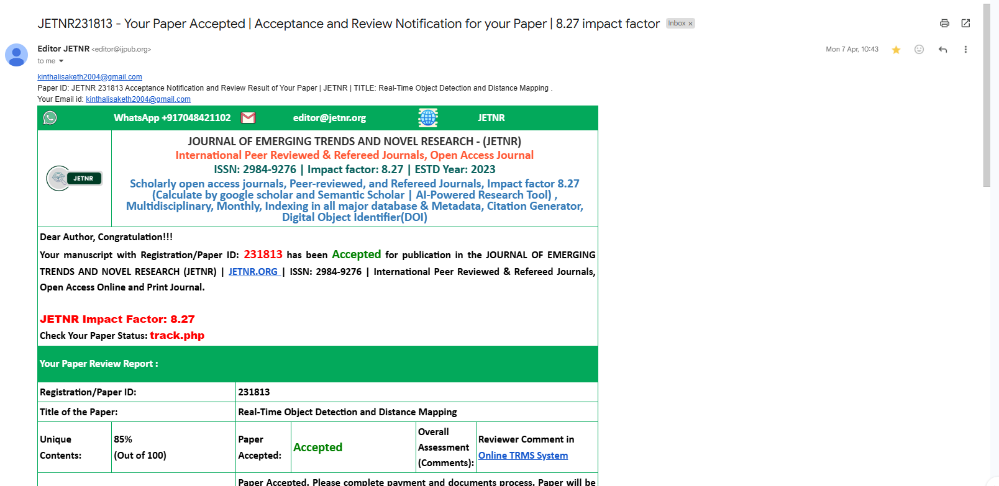 JETNR231813 - Your Paper Accepted | Acceptance and Review Notification for your Paper | 8.27 impact factor Inbox ×
Editor JETNR <editor@ijpub.org> Mon 7 Apr, 10:43
to me
kinthalisaketh2004@gmail.com
Paper ID: JETNR 231813 Acceptance Notification and Review Result of Your Paper | JETNR | TITLE: Real-Time Object Detection and Distance Mapping .
Your Email id: kinthalisaketh2004@gmail.com
WhatsApp +917048421102 editor@jetnr.org JETNR
JETNR
JOURNAL OF EMERGING TRENDS AND NOVEL RESEARCH - (JETNR)
International Peer Reviewed & Refereed Journals, Open Access Journal
ISSN: 2984-9276 | Impact factor: 8.27 | ESTD Year: 2023
Scholarly open access journals, Peer-reviewed, and Refereed Journals, Impact factor 8.27
(Calculate by google scholar and Semantic Scholar | AI-Powered Research Tool) ,
Multidisciplinary, Monthly, Indexing in all major database & Metadata, Citation Generator,
Digital Object Identifier(DOI)
Dear Author, Congratulation!!!
Your manuscript with Registration/Paper ID: 231813 has been Accepted for publication in the JOURNAL OF EMERGING
TRENDS AND NOVEL RESEARCH (JETNR) | JETNR.ORG | ISSN: 2984-9276 | International Peer Reviewed & Refereed Journals,
Open Access Online and Print Journal.
JETNR Impact Factor: 8.27
Check Your Paper Status: track.php
Your Paper Review Report :
Registration/Paper ID: 231813
Title of the Paper: Real-Time Object Detection and Distance Mapping
Unique
Contents:
85%
(Out of 100)
Paper
Accepted:
Accepted
Overall
Assessment
(Comments):
Reviewer Comment in
Online TRMS System
Paper Accepted. Please complete payment and documents process. Paper will be